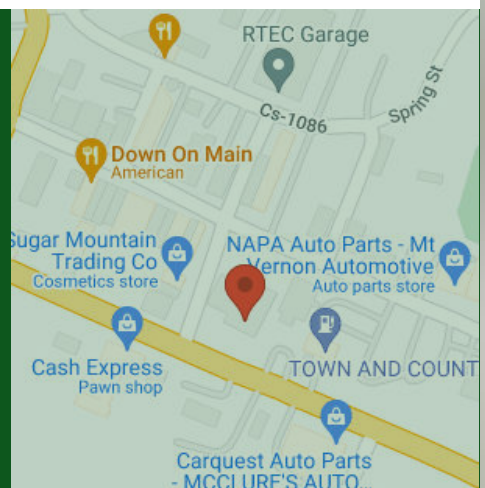 RTEC Garage
Cs-1086
Spring St
Down On Main
American
Sugar Mountain
Trading Co
Cosmetics store
NAPA Auto Parts - Mt
Vernon Automotive
Auto parts store
Cash Express
Pawn shop
TOWN AND COUNT
Carquest Auto Parts
- MCCLURE'S AUTO...